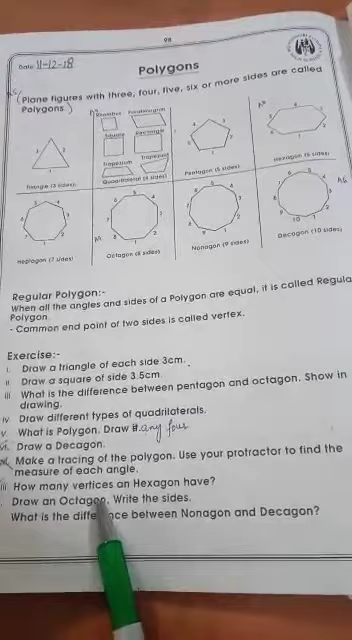 98
Date: 11-12-18
Polygons
(Plane figures with three, four, five, six or more sides are called
Polygons.)
Rhombus Parallelogram
Square Rectangle
Trapezium Trapezium
Triangle (3 sides)
Quadrilateral (4 sides)
Pentagon (5 sides)
Hexagon (6 sides)
Heptagon (7 sides)
Octagon (8 sides)
Nonagon (9 sides)
Decagon (10 sides)
Regular Polygon:-
When all the angles and sides of a Polygon are equal, it is called Regula
Polygon.
- Common end point of two sides is called vertex.
Exercise:-
i. Draw a triangle of each side 3cm.
ii Draw a square of side 3.5cm.
iii What is the difference between pentagon and octagon. Show in
drawing.
iv Draw different types of quadrilaterals.
v. What is Polygon. Draw it. any four
vi. Draw a Decagon.
Make a tracing of the polygon. Use your protractor to find the
measure of each angle.
iii How many vertices an Hexagon have?
Draw an Octagon. Write the sides.
What is the difference between Nonagon and Decagon?